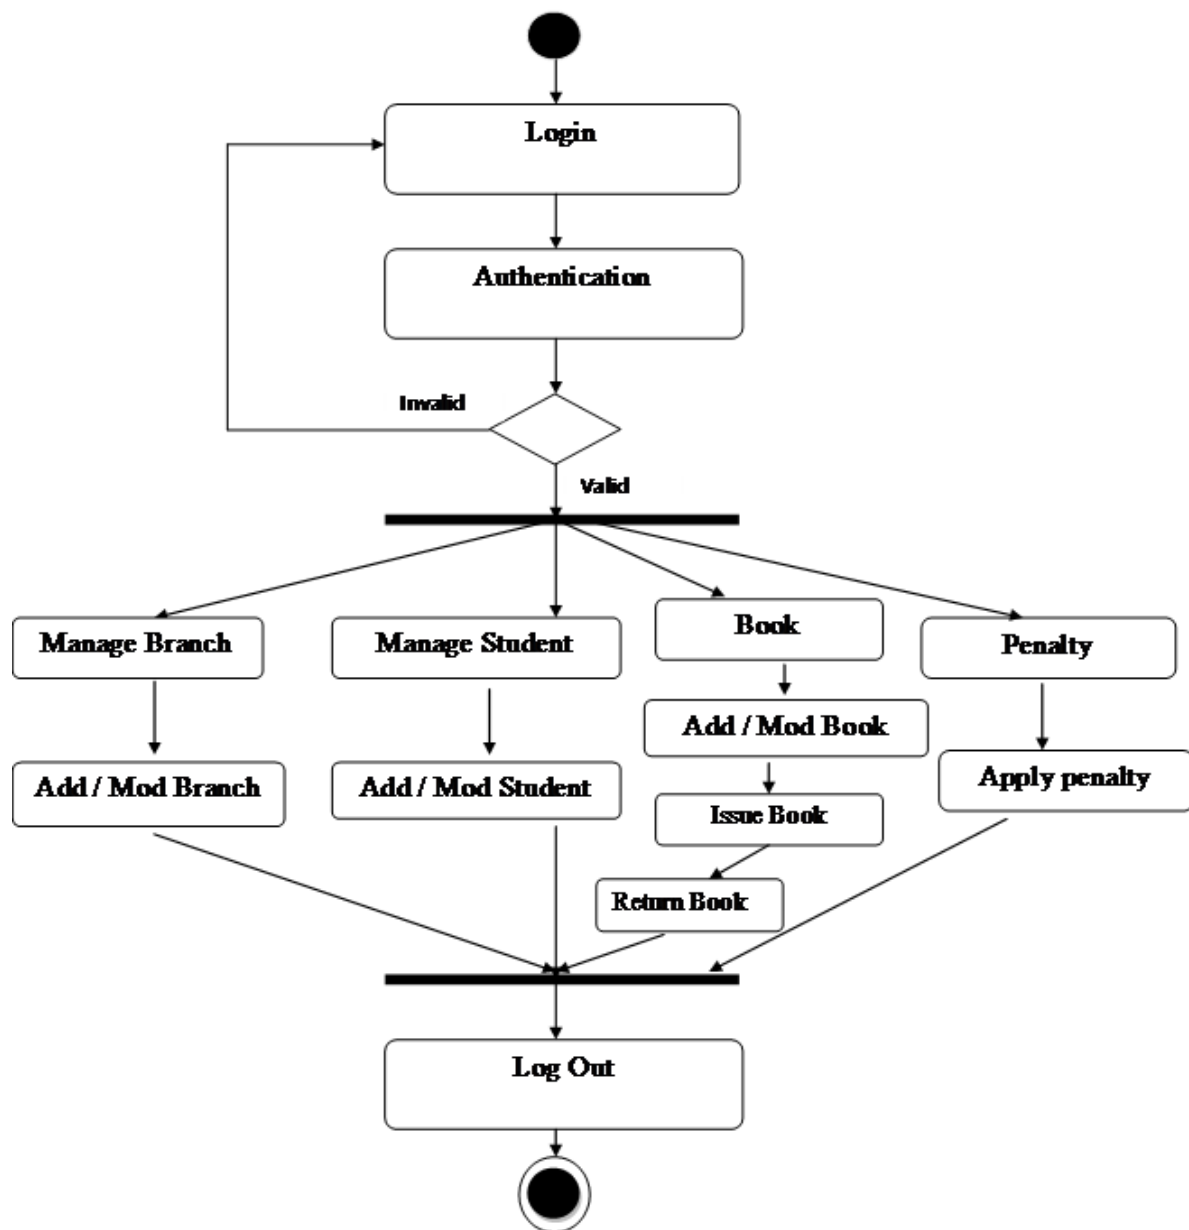 Login
Authentication
Invalid
Valid
Manage Branch
Manage Student
Book
Penalty
Add / Mod Book
Add / Mod Branch
Add / Mod Student
Apply penalty
Issue Book
Return Book
Log Out